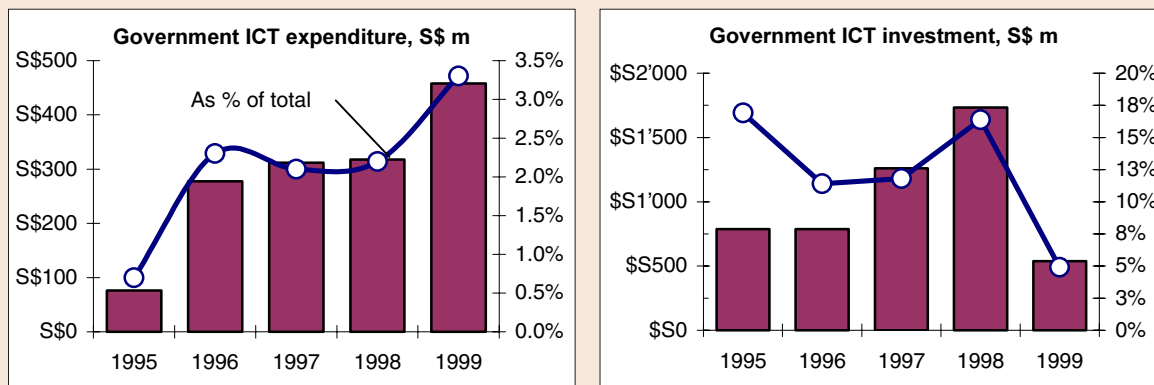 Government ICT expenditure, S$ m
S$500
S$400
S$300
S$200
S$100
S$0
3.5%
3.0%
2.5%
2.0%
1.5%
1.0%
0.5%
0.0%
As % of total
1995 1996 1997 1998 1999
Government ICT investment, S$ m
$S2'000
$S1'500
$S1'000
$S500
$S0
20%
18%
15%
13%
10%
8%
5%
3%
0%
1995 1996 1997 1998 1999